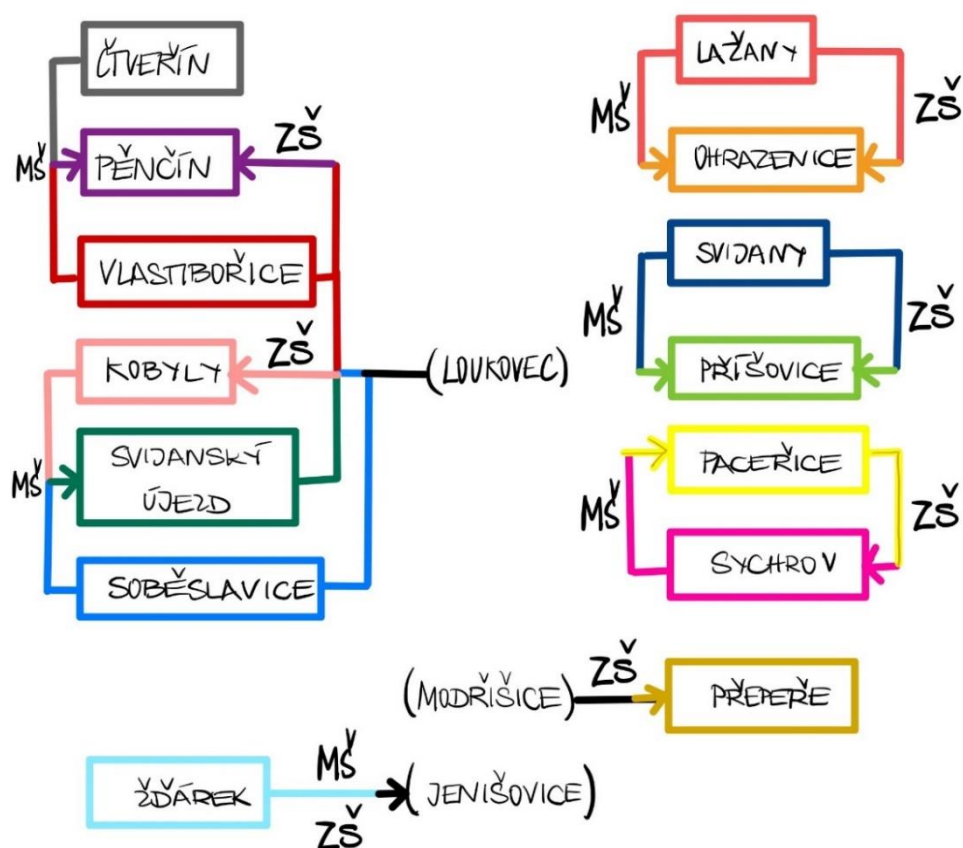 ČTVEŘÍN
MŠ
PĚNČÍN
ZŠ
VLASTIBOŘICE
KOBYLY
ZŠ
(LOUKOVEC)
MŠ
SVIJANSKÝ
ÚJEZD
SOBĚSLAVICE
LAŽANY
MŠ
ZŠ
OHRAZENICE
SVIJANY
MŠ
ZŠ
PŘÍŠOVICE
PACEŘICE
MŠ
ZŠ
SYCHROV
(MODŘIŠICE)
ZŠ
PŘEPEŘE
ŽĎÁREK
MŠ
ZŠ
(JENIŠOVICE)